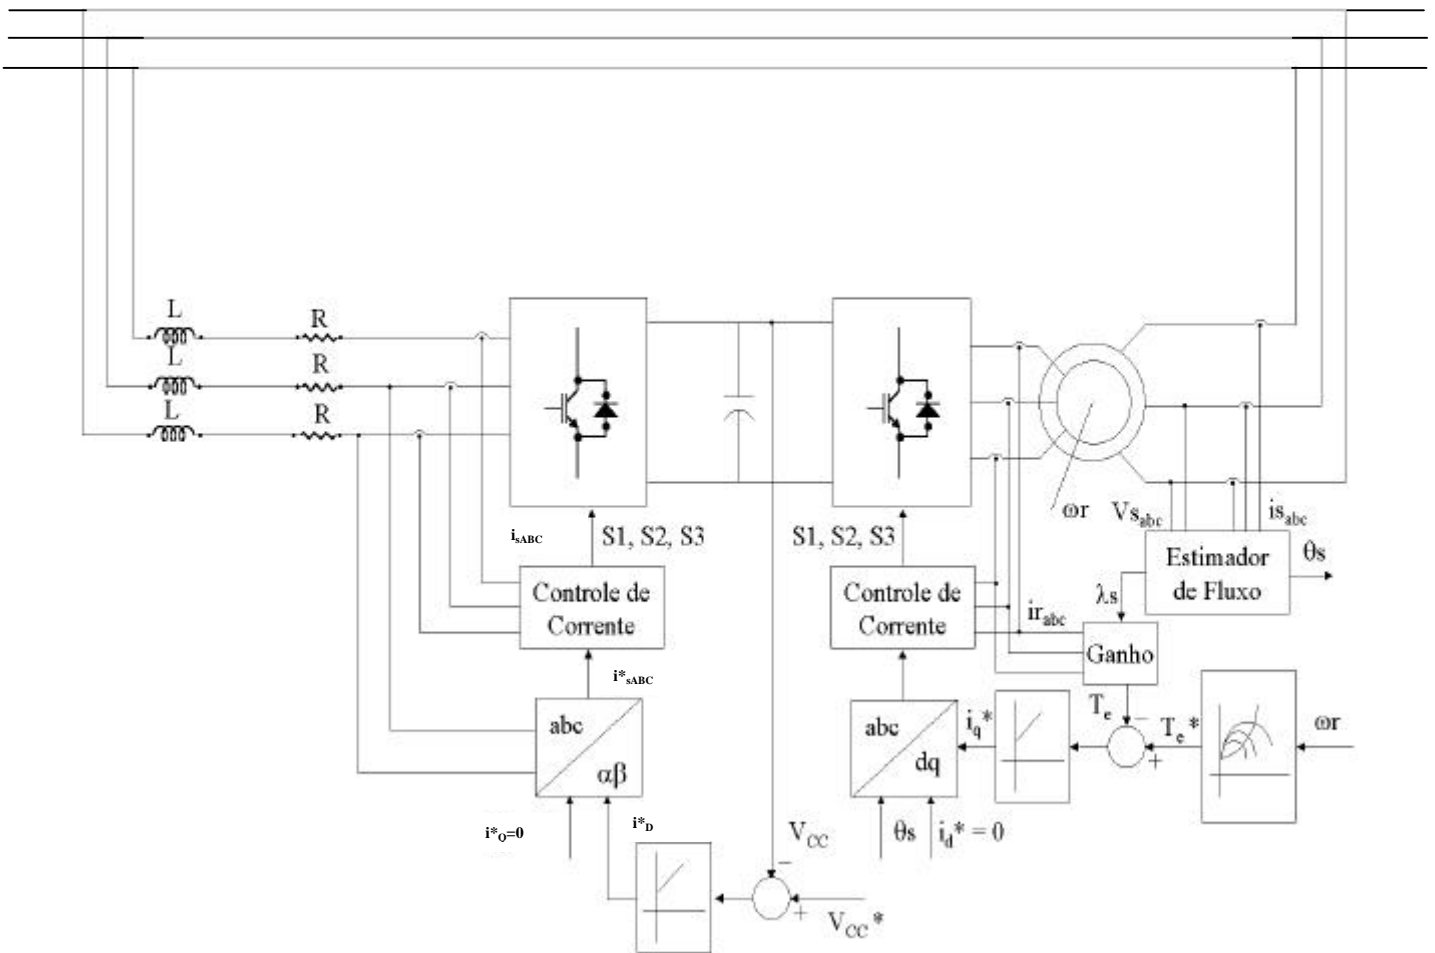 L
R
L
R
L
R
i_sABC
S1, S2, S3
S1, S2, S3
ωr
Vs_abc
is_abc
Controle de
Corrente
Controle de
Corrente
Estimador
de Fluxo
θs
λs
ir_abc
Ganho
i*_sABC
abc
αβ
abc
dq
i_q*
T_e
−
+
T_e*
ωr
i*_Q=0
i*_D
V_CC
θs
i_d* = 0
−
+
V_CC*